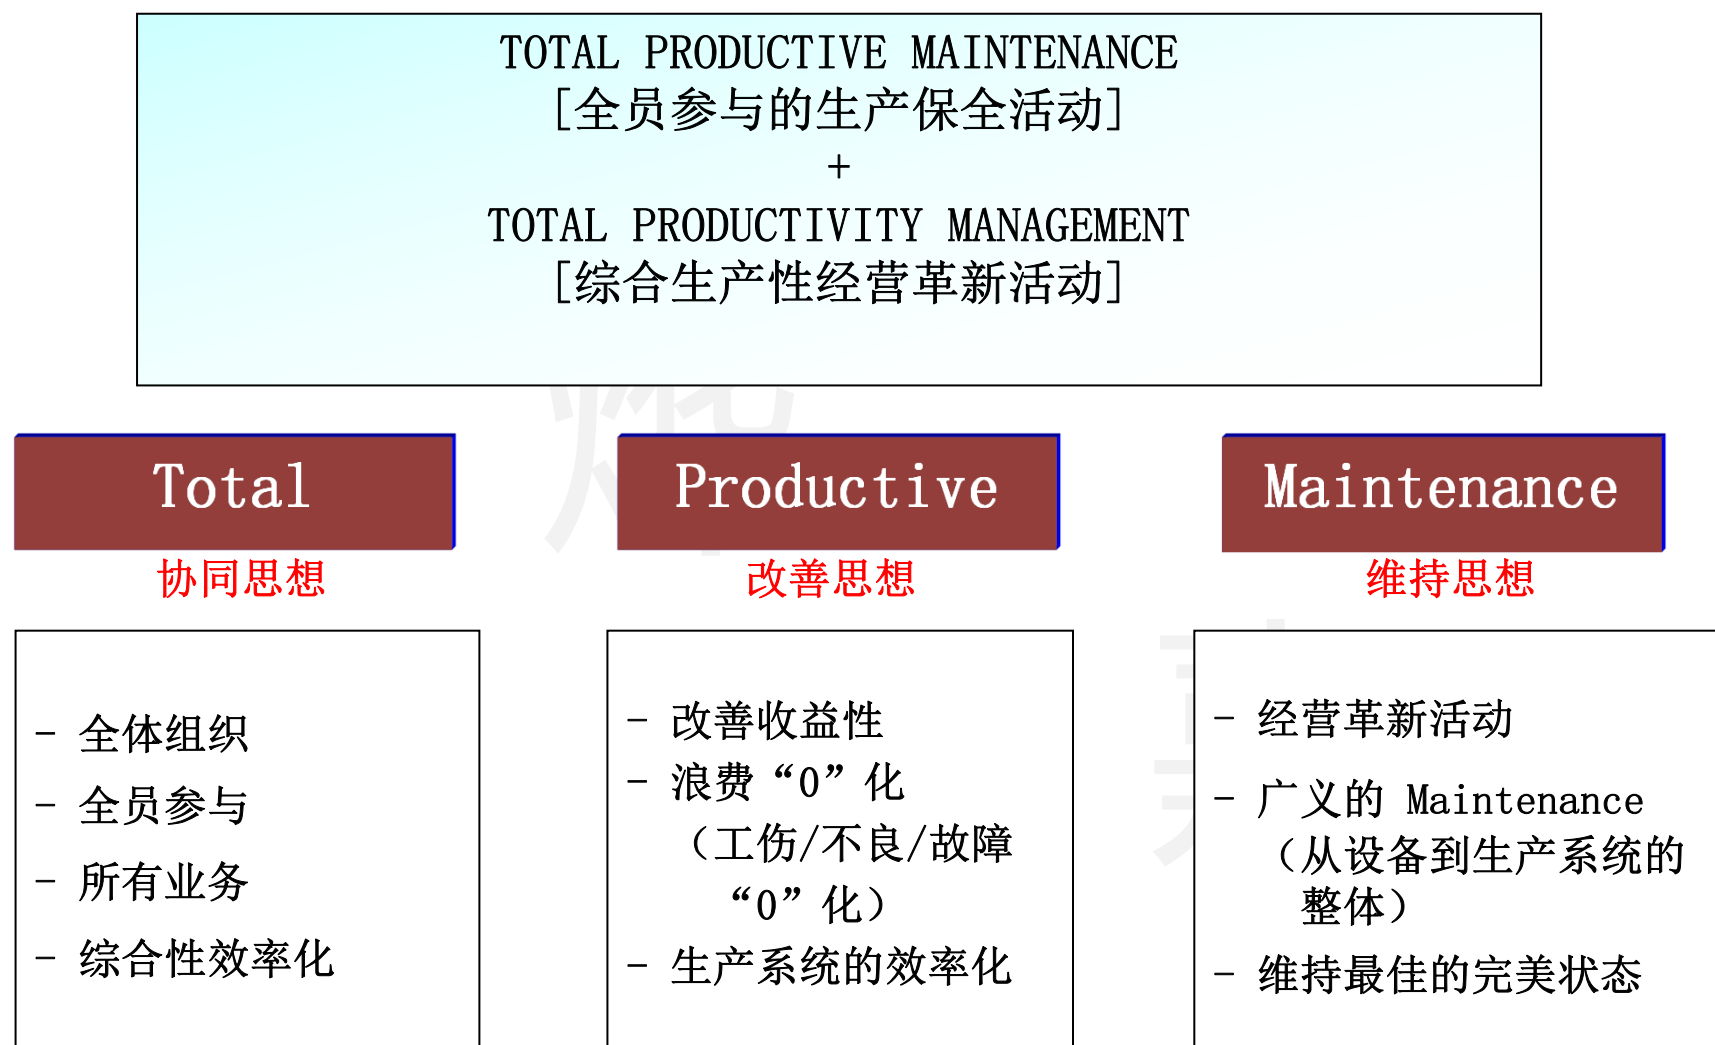 TOTAL PRODUCTIVE MAINTENANCE
[全员参与的生产保全活动]
+
TOTAL PRODUCTIVITY MANAGEMENT
[综合生产性经营革新活动]
Total
协同思想
- 全体组织
- 全员参与
- 所有业务
- 综合性效率化
Productive
改善思想
- 改善收益性
- 浪费“0”化
（工伤/不良/故障
“0”化）
- 生产系统的效率化
Maintenance
维持思想
- 经营革新活动
- 广义的 Maintenance
（从设备到生产系统的
整体）
- 维持最佳的完美状态